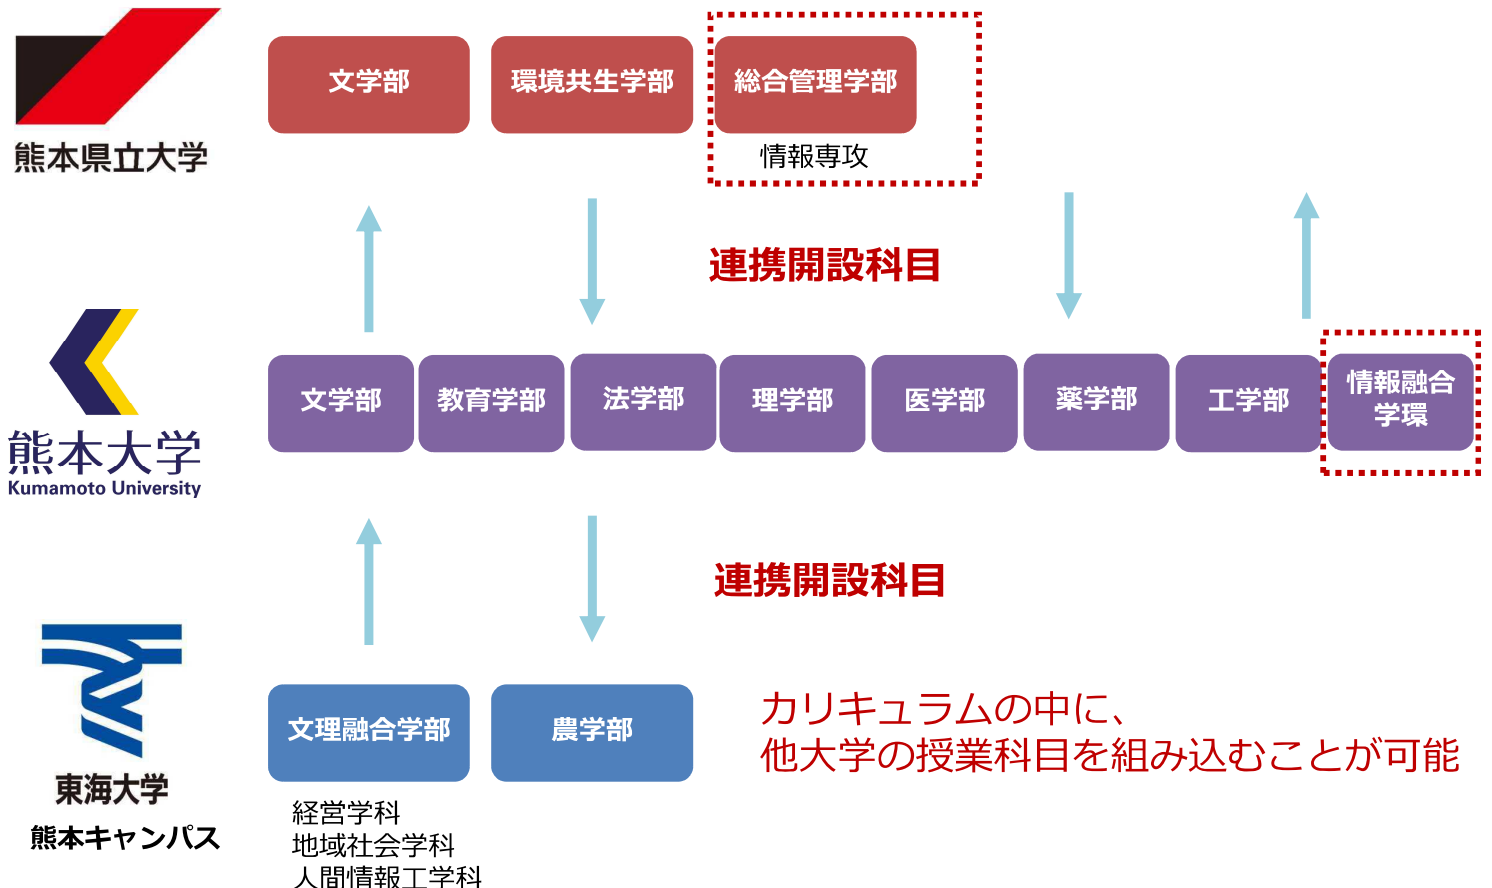 文学部
環境共生学部
総合管理学部
熊本県立大学
情報専攻
連携開設科目
文学部
教育学部
法学部
理学部
医学部
薬学部
工学部
情報融合
学環
熊本大学
Kumamoto University
連携開設科目
文理融合学部
農学部
カリキュラムの中に、
他大学の授業科目を組み込むことが可能
東海大学
熊本キャンパス
経営学科
地域社会学科
人間情報工学科